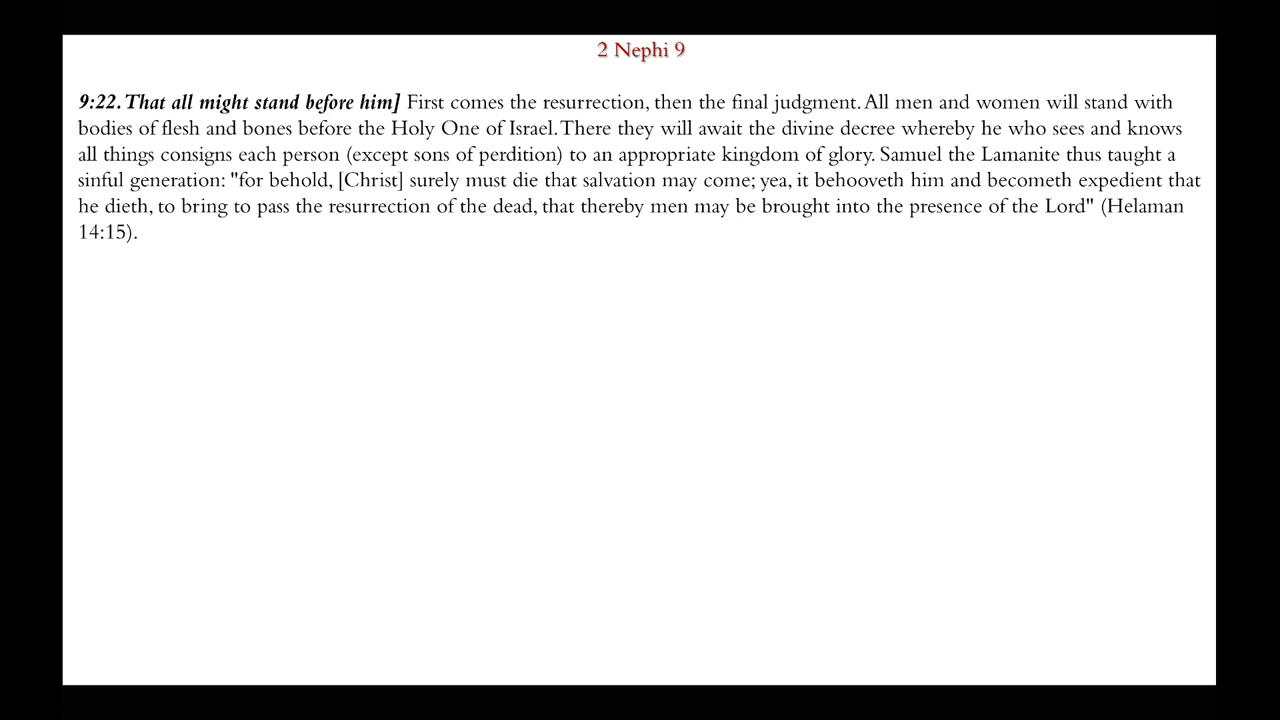 2 Nephi 9
9:22. That all might stand before him] First comes the resurrection, then the final judgment. All men and women will stand with
bodies of flesh and bones before the Holy One of Israel. There they will await the divine decree whereby he who sees and knows
all things consigns each person (except sons of perdition) to an appropriate kingdom of glory. Samuel the Lamanite thus taught a
sinful generation: "for behold, [Christ] surely must die that salvation may come; yea, it behooveth him and becometh expedient that
he dieth, to bring to pass the resurrection of the dead, that thereby men may be brought into the presence of the Lord" (Helaman
14:15).